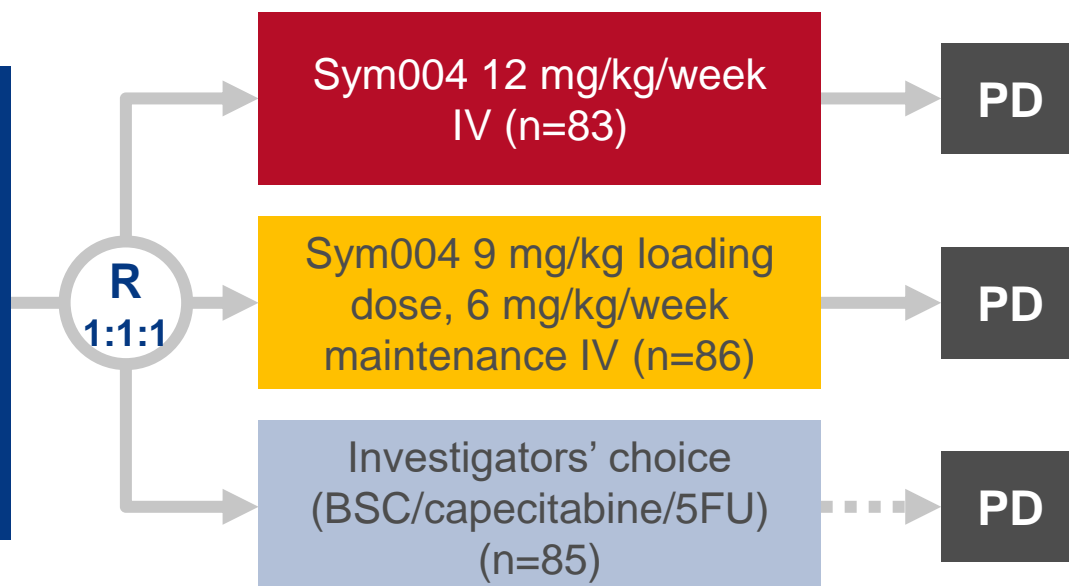 Sym004 12 mg/kg/week
IV (n=83)
PD
R
1:1:1
Sym004 9 mg/kg loading
dose, 6 mg/kg/week
maintenance IV (n=86)
PD
Investigators’ choice
(BSC/capecitabine/5FU)
(n=85)
PD